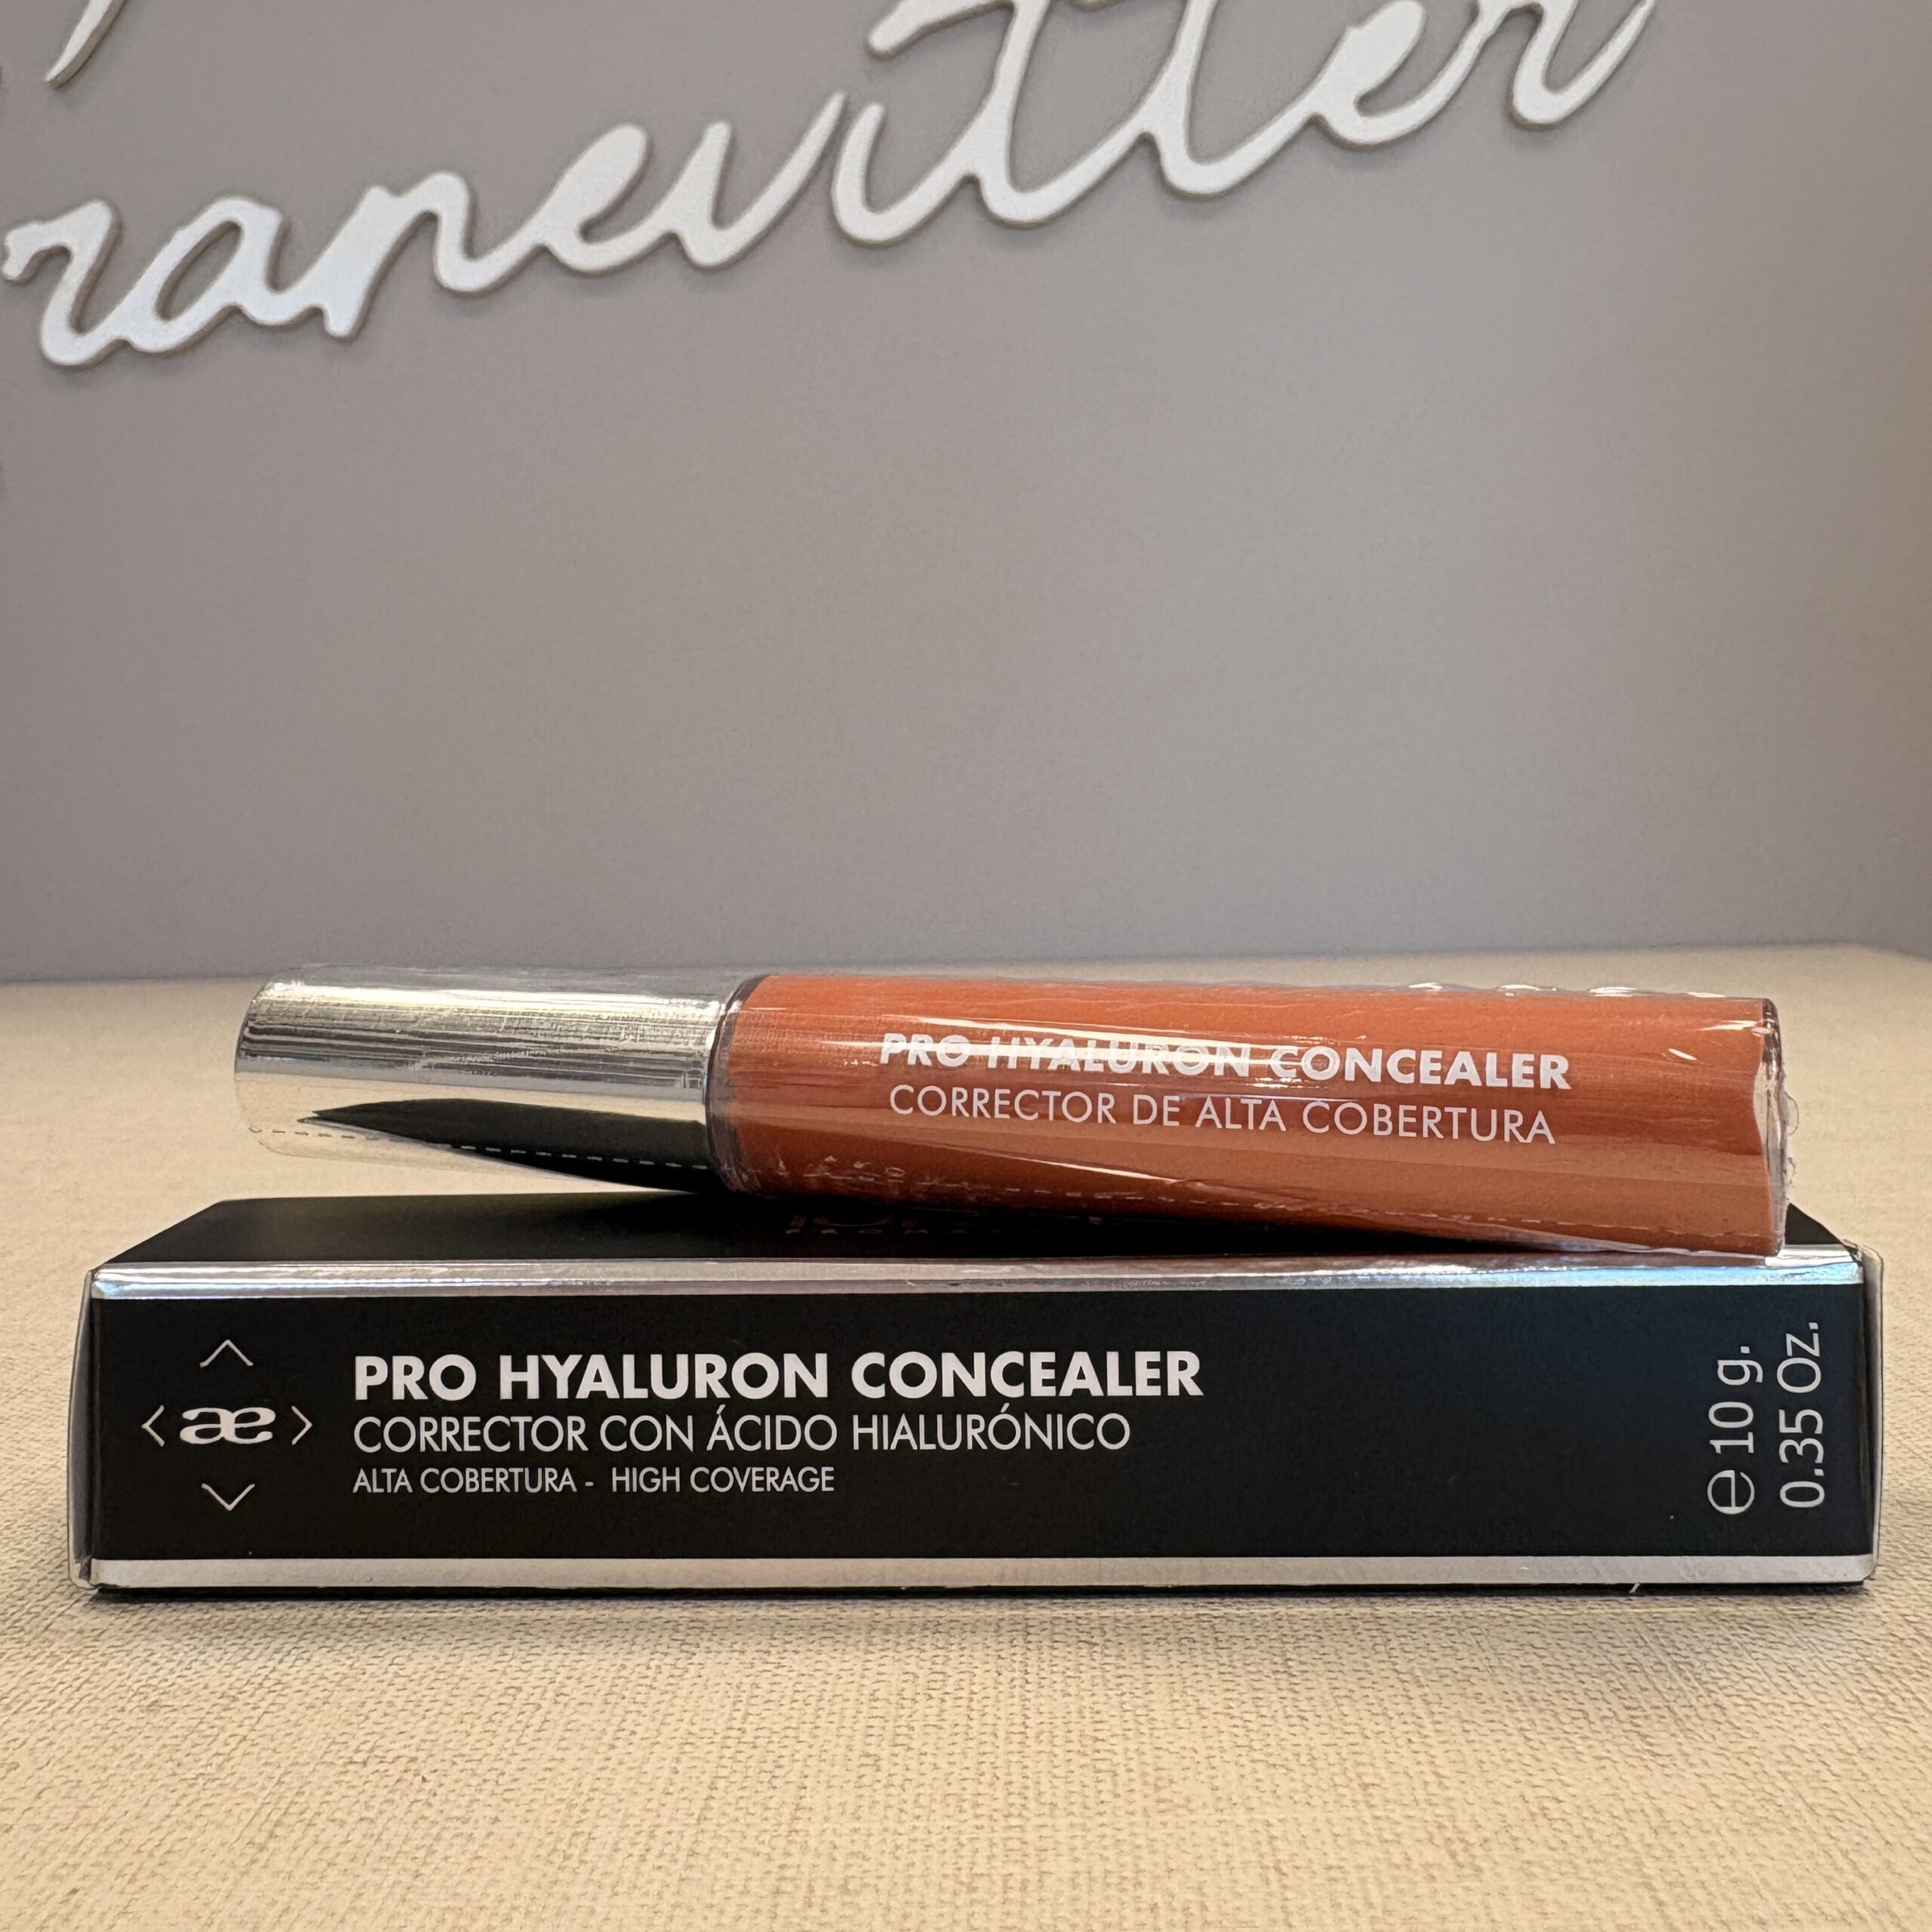 ranevitter
PRO HYALURON CONCEALER
CORRECTOR DE ALTA COBERTURA
æ
PRO HYALURON CONCEALER
CORRECTOR CON ÁCIDO HIALURÓNICO
ALTA COBERTURA - HIGH COVERAGE
℮ 10 g.
0.35 Oz.